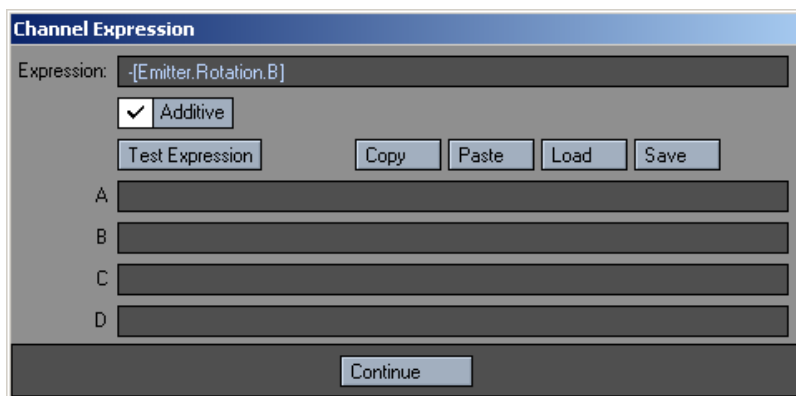 Channel Expression
Expression: -[Emitter.Rotation.B]
Additive
Test Expression Copy Paste Load Save
A
B
C
D
Continue